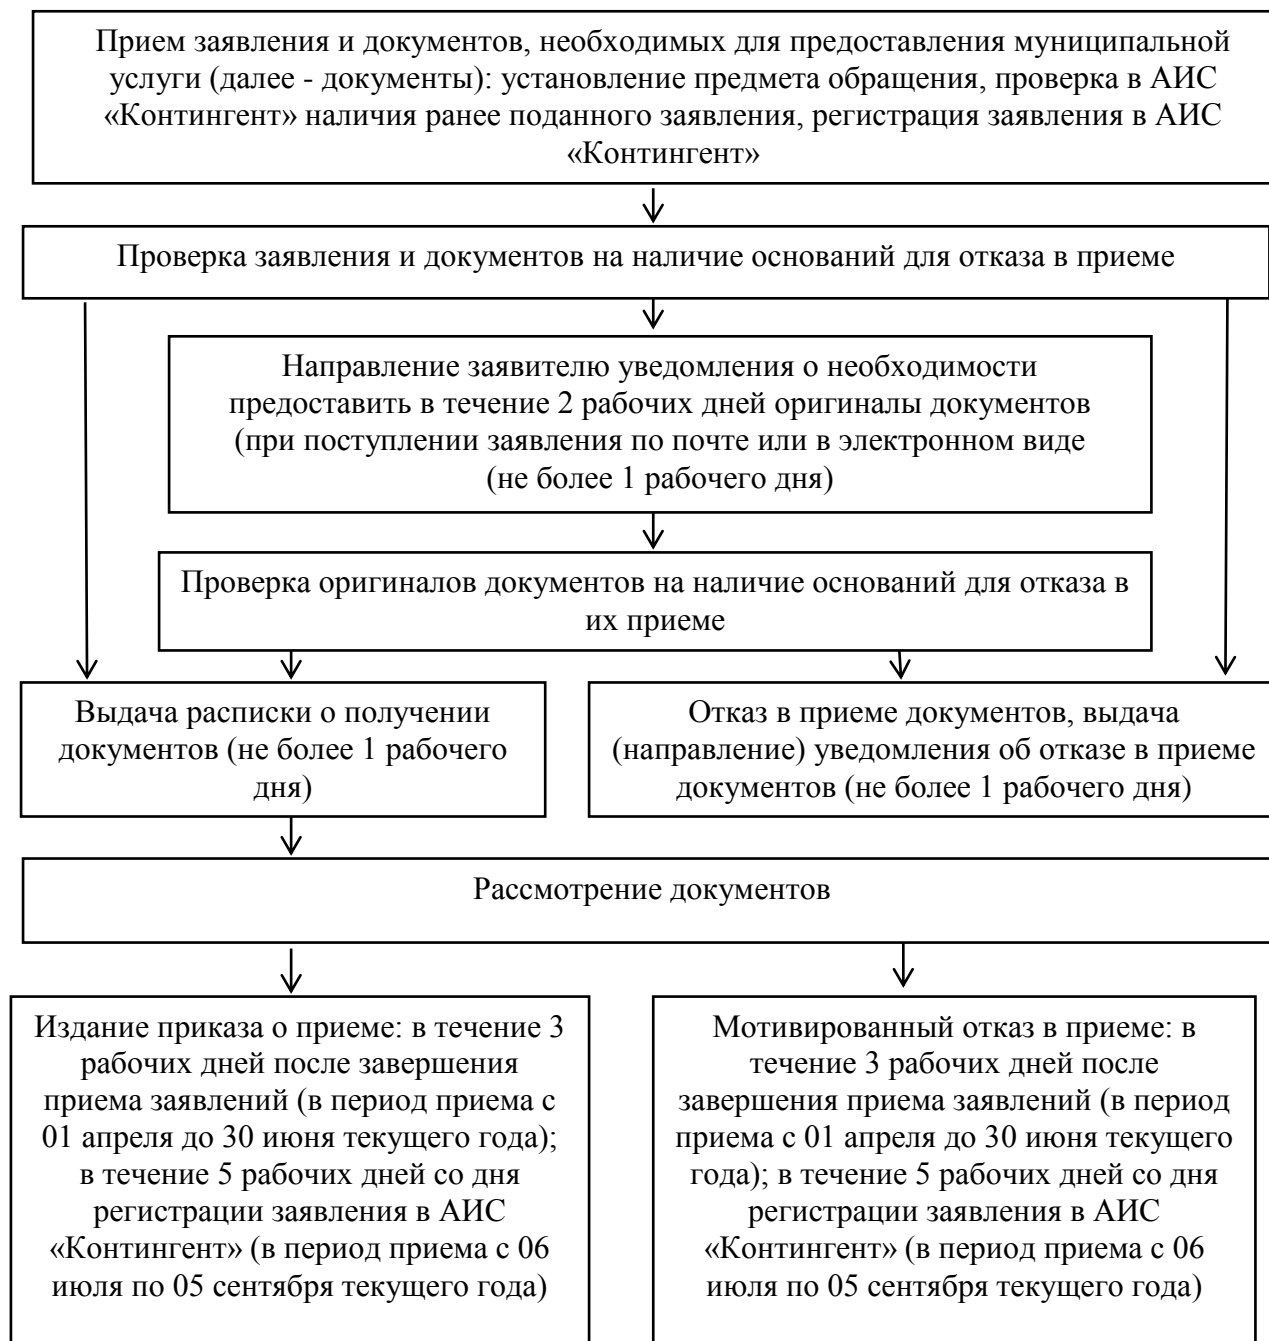 Прием заявления и документов, необходимых для предоставления муниципальной
услуги (далее - документы): установление предмета обращения, проверка в АИС
«Контингент» наличия ранее поданного заявления, регистрация заявления в АИС
«Контингент»
Проверка заявления и документов на наличие оснований для отказа в приеме
Направление заявителю уведомления о необходимости
предоставить в течение 2 рабочих дней оригиналы документов
(при поступлении заявления по почте или в электронном виде
(не более 1 рабочего дня)
Проверка оригиналов документов на наличие оснований для отказа в
их приеме
Выдача расписки о получении
документов (не более 1 рабочего
дня)
Отказ в приеме документов, выдача
(направление) уведомления об отказе в приеме
документов (не более 1 рабочего дня)
Рассмотрение документов
Издание приказа о приеме: в течение 3
рабочих дней после завершения
приема заявлений (в период приема с
01 апреля до 30 июня текущего года);
в течение 5 рабочих дней со дня
регистрации заявления в АИС
«Контингент» (в период приема с 06
июля по 05 сентября текущего года)
Мотивированный отказ в приеме: в
течение 3 рабочих дней после
завершения приема заявлений (в период
приема с 01 апреля до 30 июня текущего
года); в течение 5 рабочих дней со дня
регистрации заявления в АИС
«Контингент» (в период приема с 06
июля по 05 сентября текущего года)